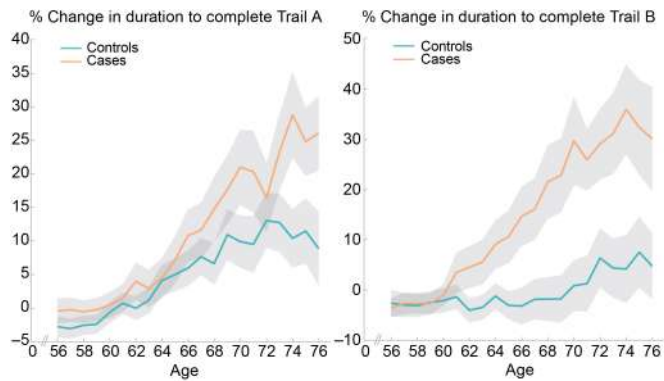 % Change in duration to complete Trail A
40
35
30
25
20
15
10
5
0
−5
Controls
Cases
0 // 56 58 60 62 64 66 68 70 72 74 76
Age
% Change in duration to complete Trail B
50
40
30
20
10
0
−10
Controls
Cases
0 // 56 58 60 62 64 66 68 70 72 74 76
Age